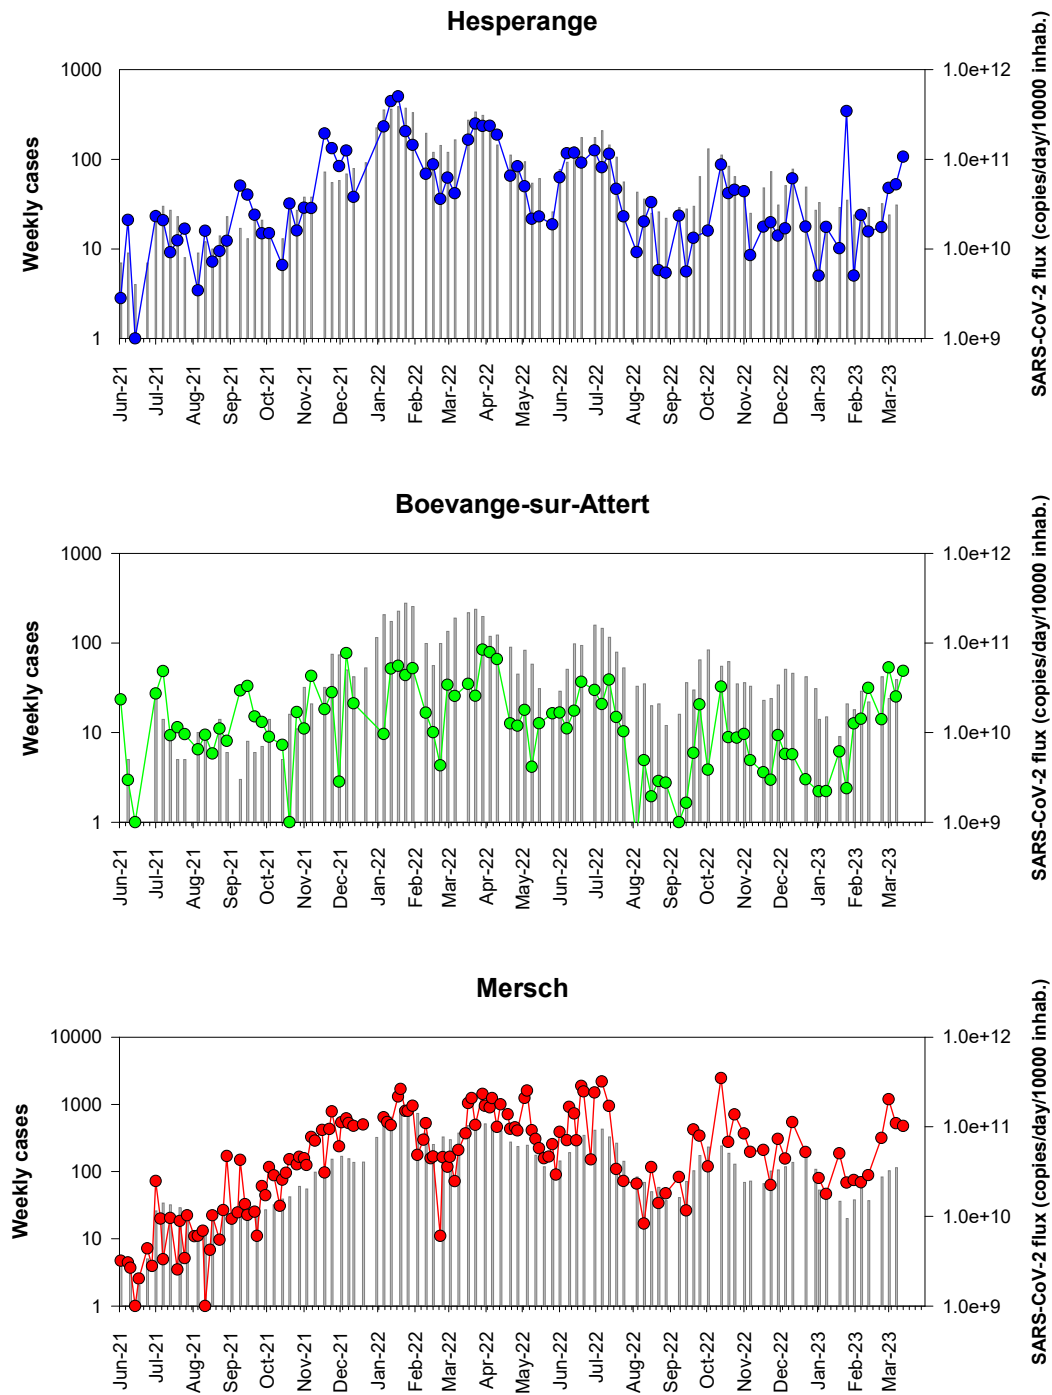 Hesperange
Weekly cases
SARS-CoV-2 flux (copies/day/10000 inhab.)
1000
100
10
1
1.0e+12
1.0e+11
1.0e+10
1.0e+9
Jun-21
Jul-21
Aug-21
Sep-21
Oct-21
Nov-21
Dec-21
Jan-22
Feb-22
Mar-22
Apr-22
May-22
Jun-22
Jul-22
Aug-22
Sep-22
Oct-22
Nov-22
Dec-22
Jan-23
Feb-23
Mar-23
Boevange-sur-Attert
Weekly cases
SARS-CoV-2 flux (copies/day/10000 inhab.)
1000
100
10
1
1.0e+12
1.0e+11
1.0e+10
1.0e+9
Jun-21
Jul-21
Aug-21
Sep-21
Oct-21
Nov-21
Dec-21
Jan-22
Feb-22
Mar-22
Apr-22
May-22
Jun-22
Jul-22
Aug-22
Sep-22
Oct-22
Nov-22
Dec-22
Jan-23
Feb-23
Mar-23
Mersch
Weekly cases
SARS-CoV-2 flux (copies/day/10000 inhab.)
10000
1000
100
10
1
1.0e+12
1.0e+11
1.0e+10
1.0e+9
Jun-21
Jul-21
Aug-21
Sep-21
Oct-21
Nov-21
Dec-21
Jan-22
Feb-22
Mar-22
Apr-22
May-22
Jun-22
Jul-22
Aug-22
Sep-22
Oct-22
Nov-22
Dec-22
Jan-23
Feb-23
Mar-23